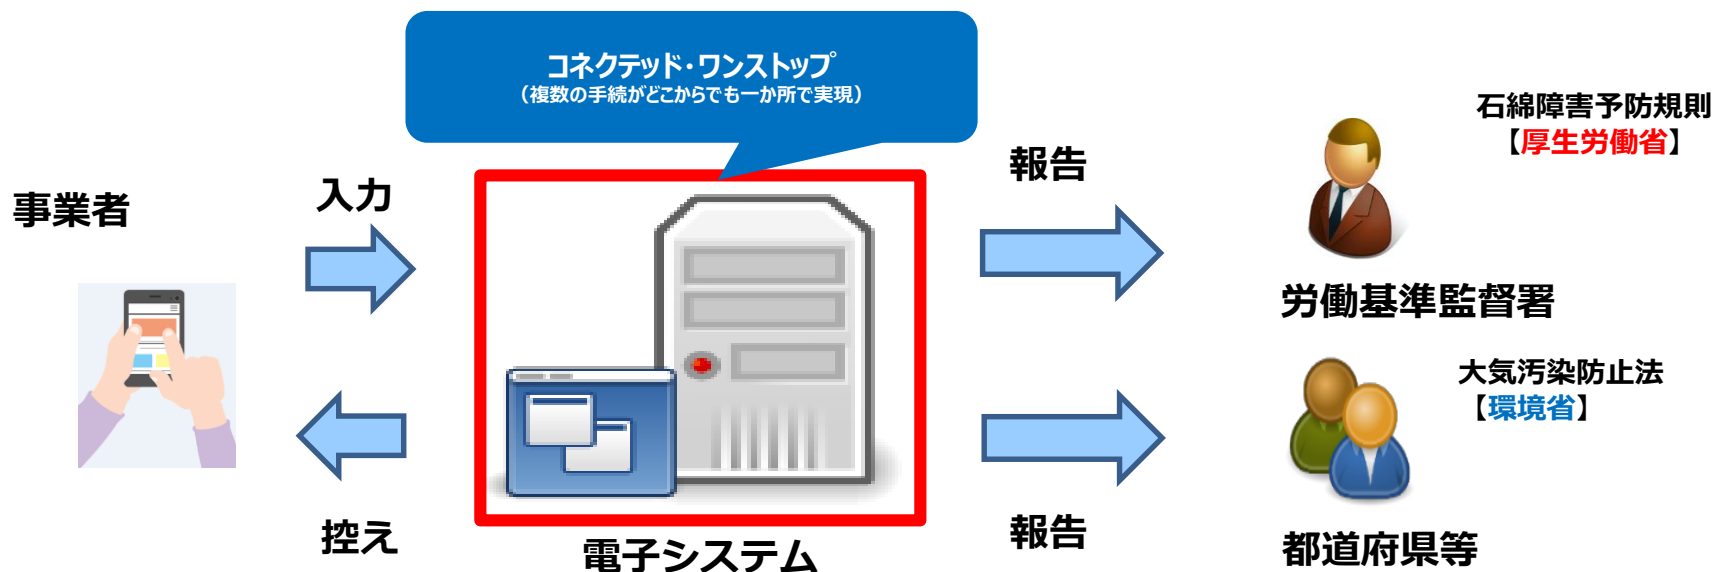 コネクテッド・ワンストップ
（複数の手続がどこからでも一か所で実現）
事業者
入力
控え
電子システム
報告
報告
石綿障害予防規則
【厚生労働省】
労働基準監督署
大気汚染防止法
【環境省】
都道府県等